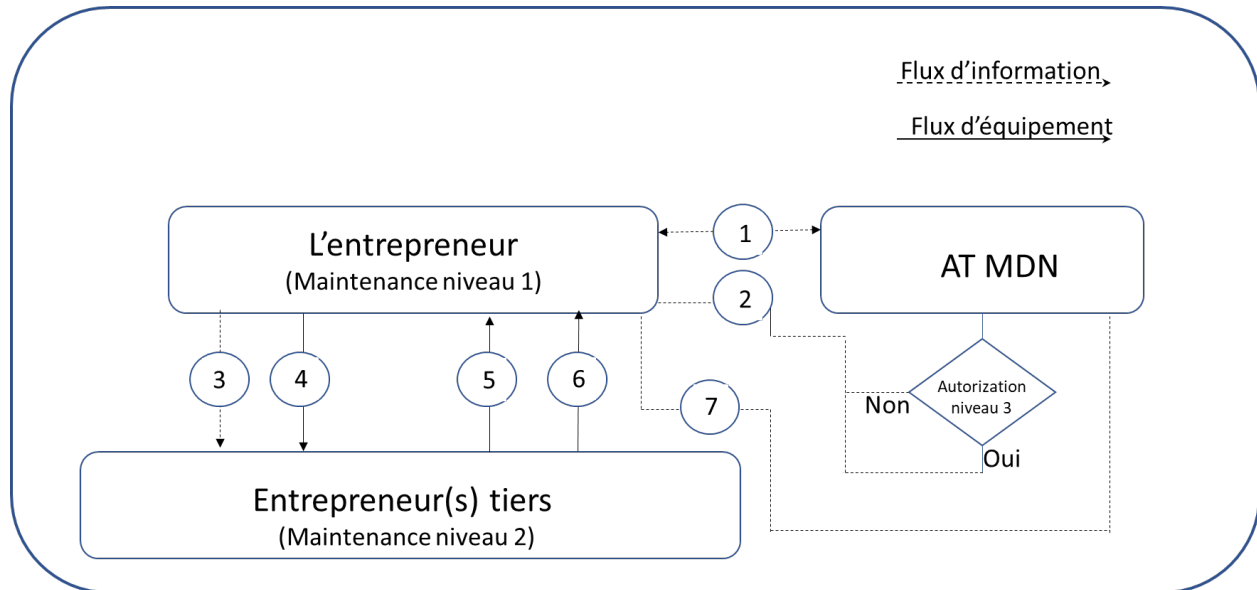 Flux d’information
Flux d’équipement
L’entrepreneur
(Maintenance niveau 1)
1
AT MDN
2
3
4
5
6
7
Autorization
niveau 3
Non
Oui
Entrepreneur(s) tiers
(Maintenance niveau 2)